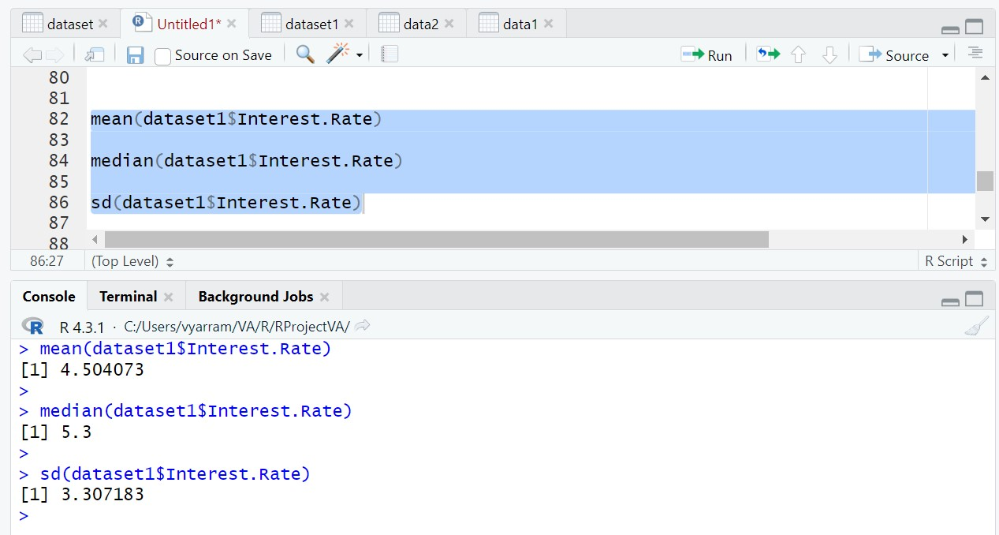 dataset Untitled1* dataset1 data2 data1
Source on Save Run Source
80
81
82 mean(dataset1$Interest.Rate)
83
84 median(dataset1$Interest.Rate)
85
86 sd(dataset1$Interest.Rate)
87
88
86:27 (Top Level) R Script
Console Terminal Background Jobs
R R 4.3.1 · C:/Users/vyarram/VA/R/RProjectVA/
> mean(dataset1$Interest.Rate)
[1] 4.504073
>
> median(dataset1$Interest.Rate)
[1] 5.3
>
> sd(dataset1$Interest.Rate)
[1] 3.307183
>